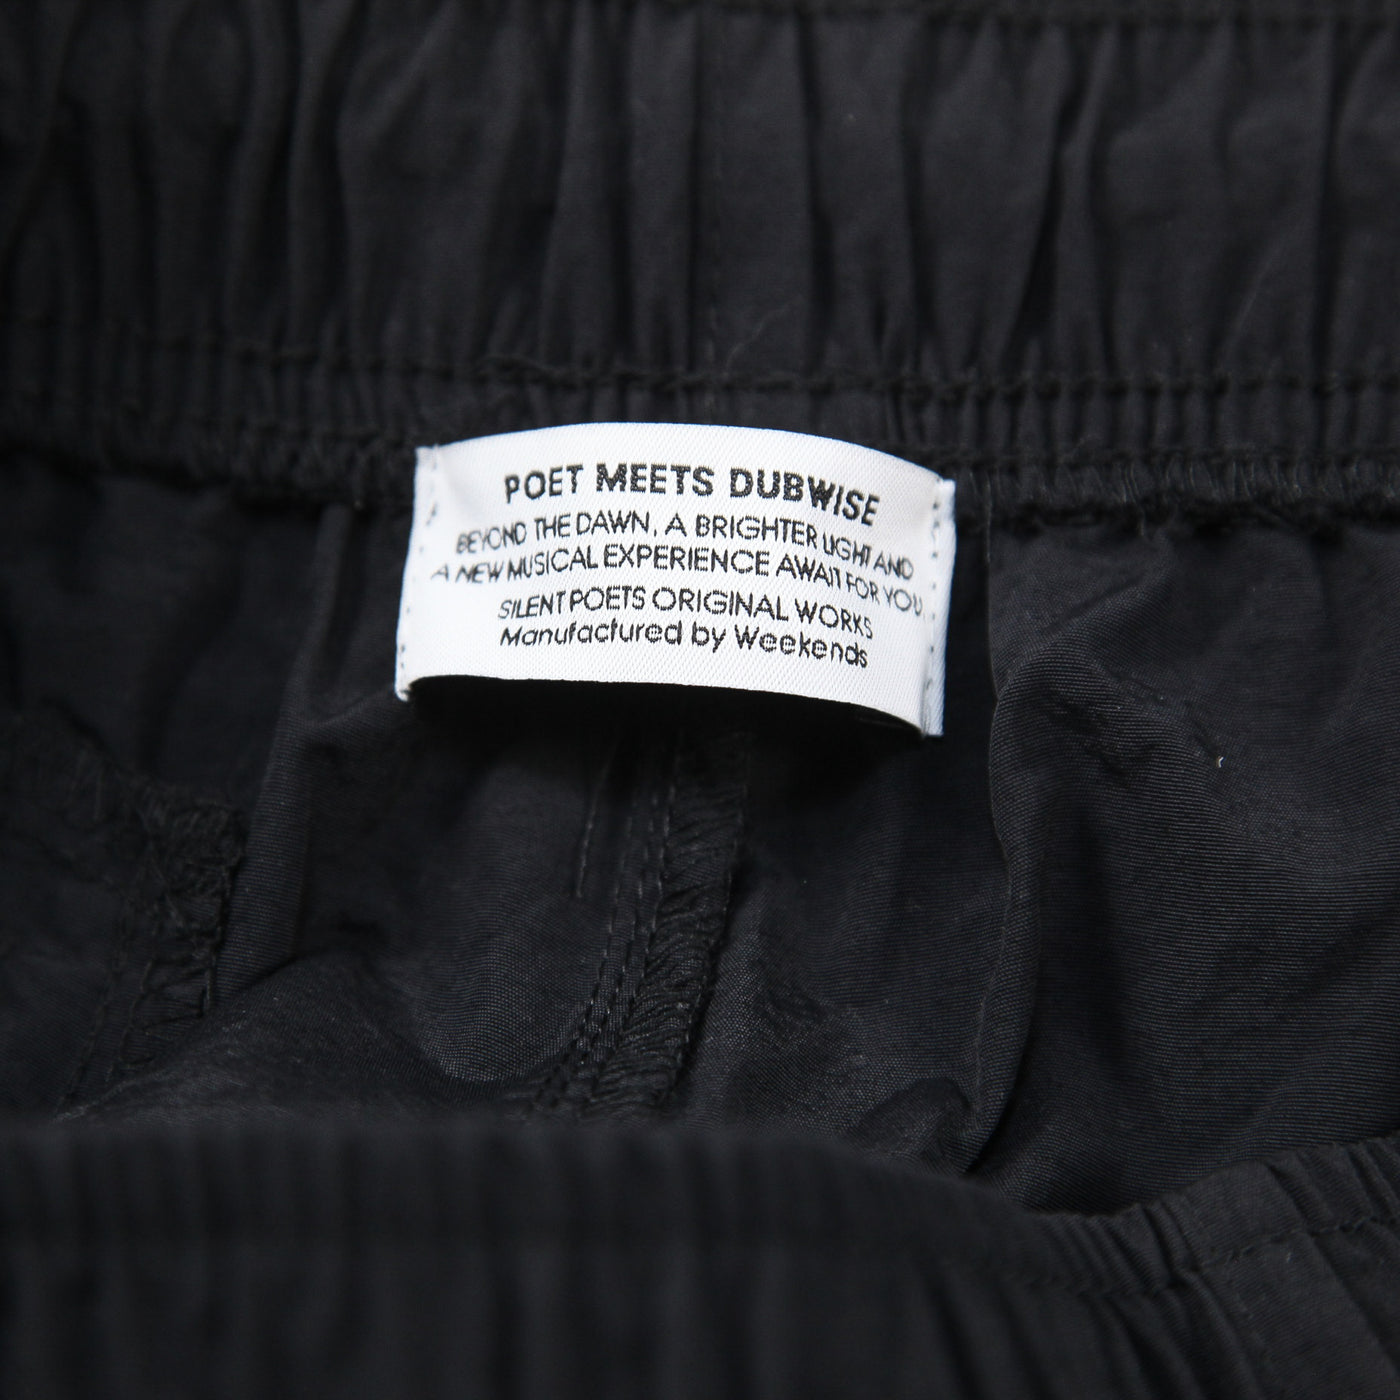 POET MEETS DUBWISE
BEYOND THE DAWN, A BRIGHTER LIGHT AND
A NEW MUSICAL EXPERIENCE AWAIT FOR YOU.
SILENT POETS ORIGINAL WORKS
Manufactured by Weekends